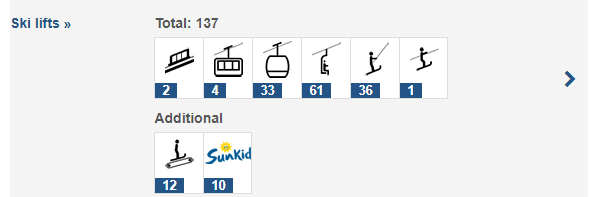 Ski lifts » Total: 137
2 4 33 61 36 1
Additional
SunKid
12 10